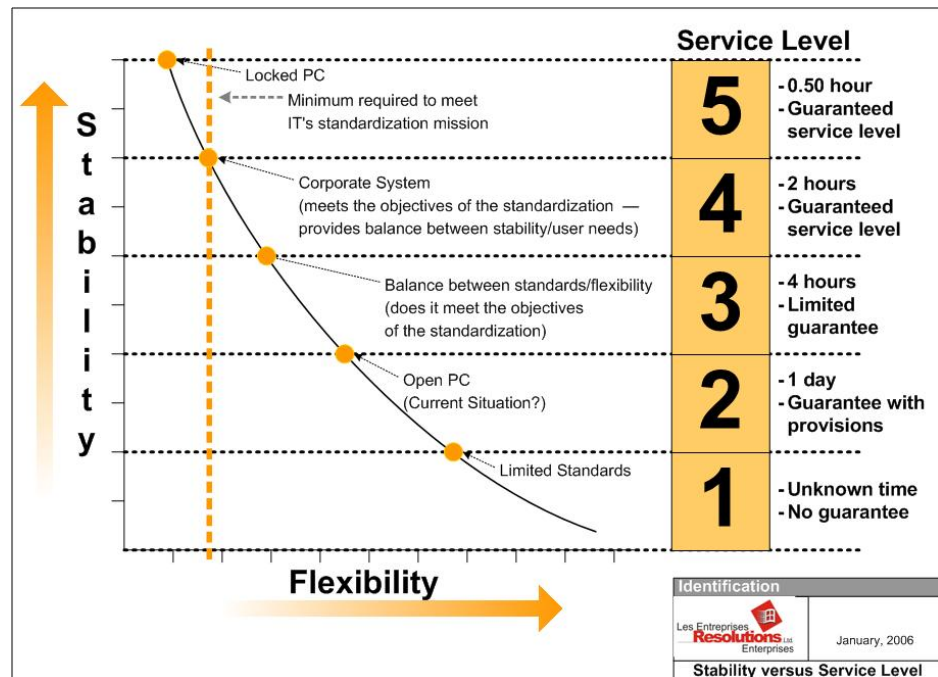 Service Level
Stability
Locked PC
Minimum required to meet
IT's standardization mission
Corporate System
(meets the objectives of the standardization —
provides balance between stability/user needs)
Balance between standards/flexibility
(does it meet the objectives
of the standardization)
Open PC
(Current Situation?)
Limited Standards
5
- 0.50 hour
- Guaranteed
service level
4
- 2 hours
- Guaranteed
service level
3
- 4 hours
- Limited
guarantee
2
- 1 day
- Guarantee with
provisions
1
- Unknown time
- No guarantee
Flexibility
Identification
Les Entreprises
Resolutions Ltd.
Enterprises
January, 2006
Stability versus Service Level